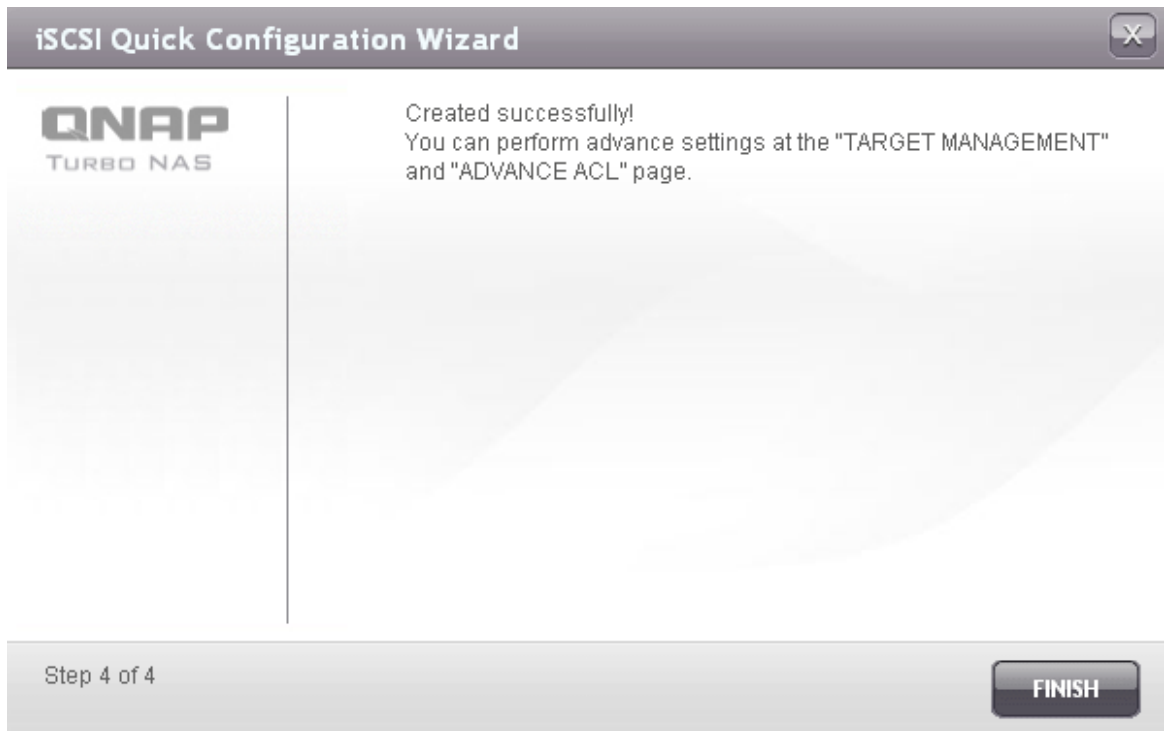 iSCSI Quick Configuration Wizard
X
QNAP
TURBO NAS
Created successfully!
You can perform advance settings at the "TARGET MANAGEMENT"
and "ADVANCE ACL" page.
Step 4 of 4
FINISH